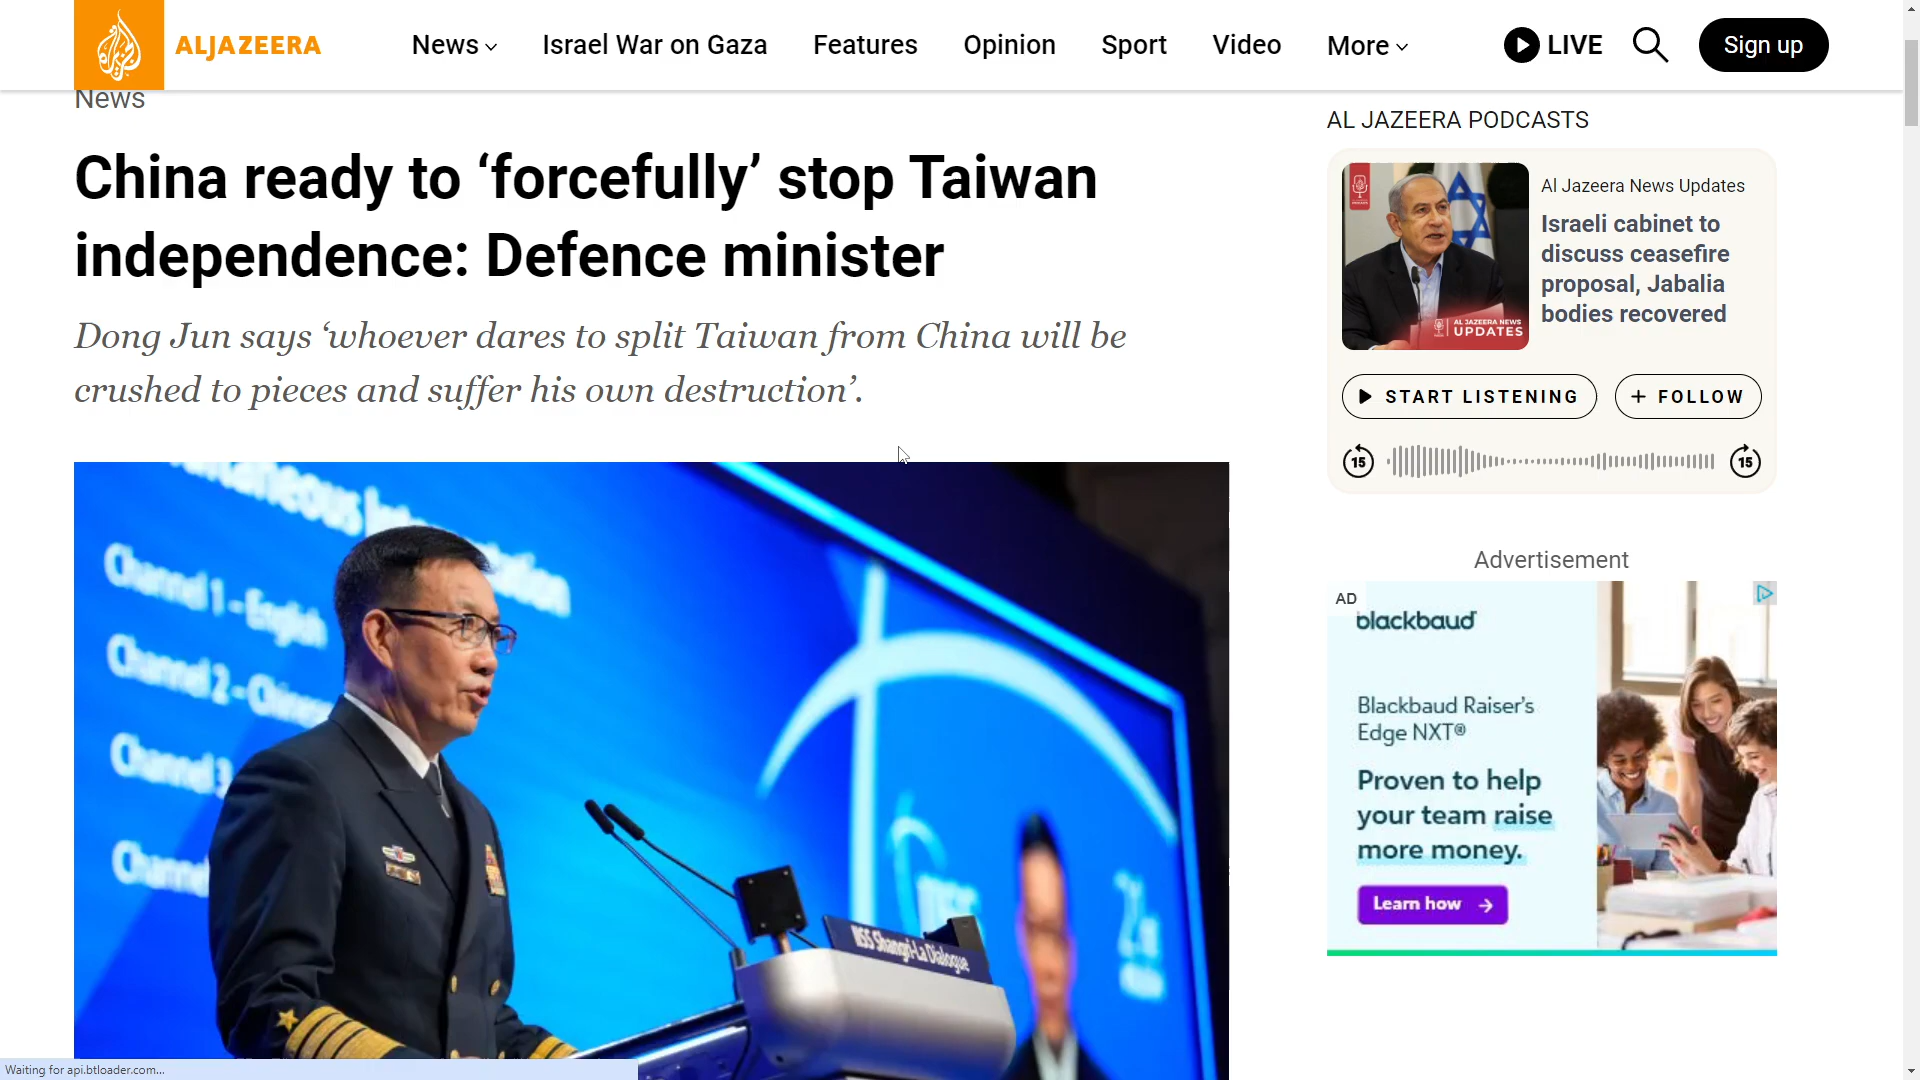 ALJAZEERA
News
Israel War on Gaza
Features
Opinion
Sport
Video
More
LIVE
Sign up
News
China ready to ‘forcefully’ stop Taiwan
independence: Defence minister
Dong Jun says ‘whoever dares to split Taiwan from China will be
crushed to pieces and suffer his own destruction’.
Channel 1 – English
Channel 2 – Chinese
Channel 3
Channel
IISS Shangri-La Dialogue
AL JAZEERA PODCASTS
AL JAZEERA NEWS
UPDATES
Al Jazeera News Updates
Israeli cabinet to
discuss ceasefire
proposal, Jabalia
bodies recovered
START LISTENING
+ FOLLOW
15
15
Advertisement
AD
blackbaud
Blackbaud Raiser's
Edge NXT®
Proven to help
your team raise
more money.
Learn how →
Waiting for api.btloader.com...